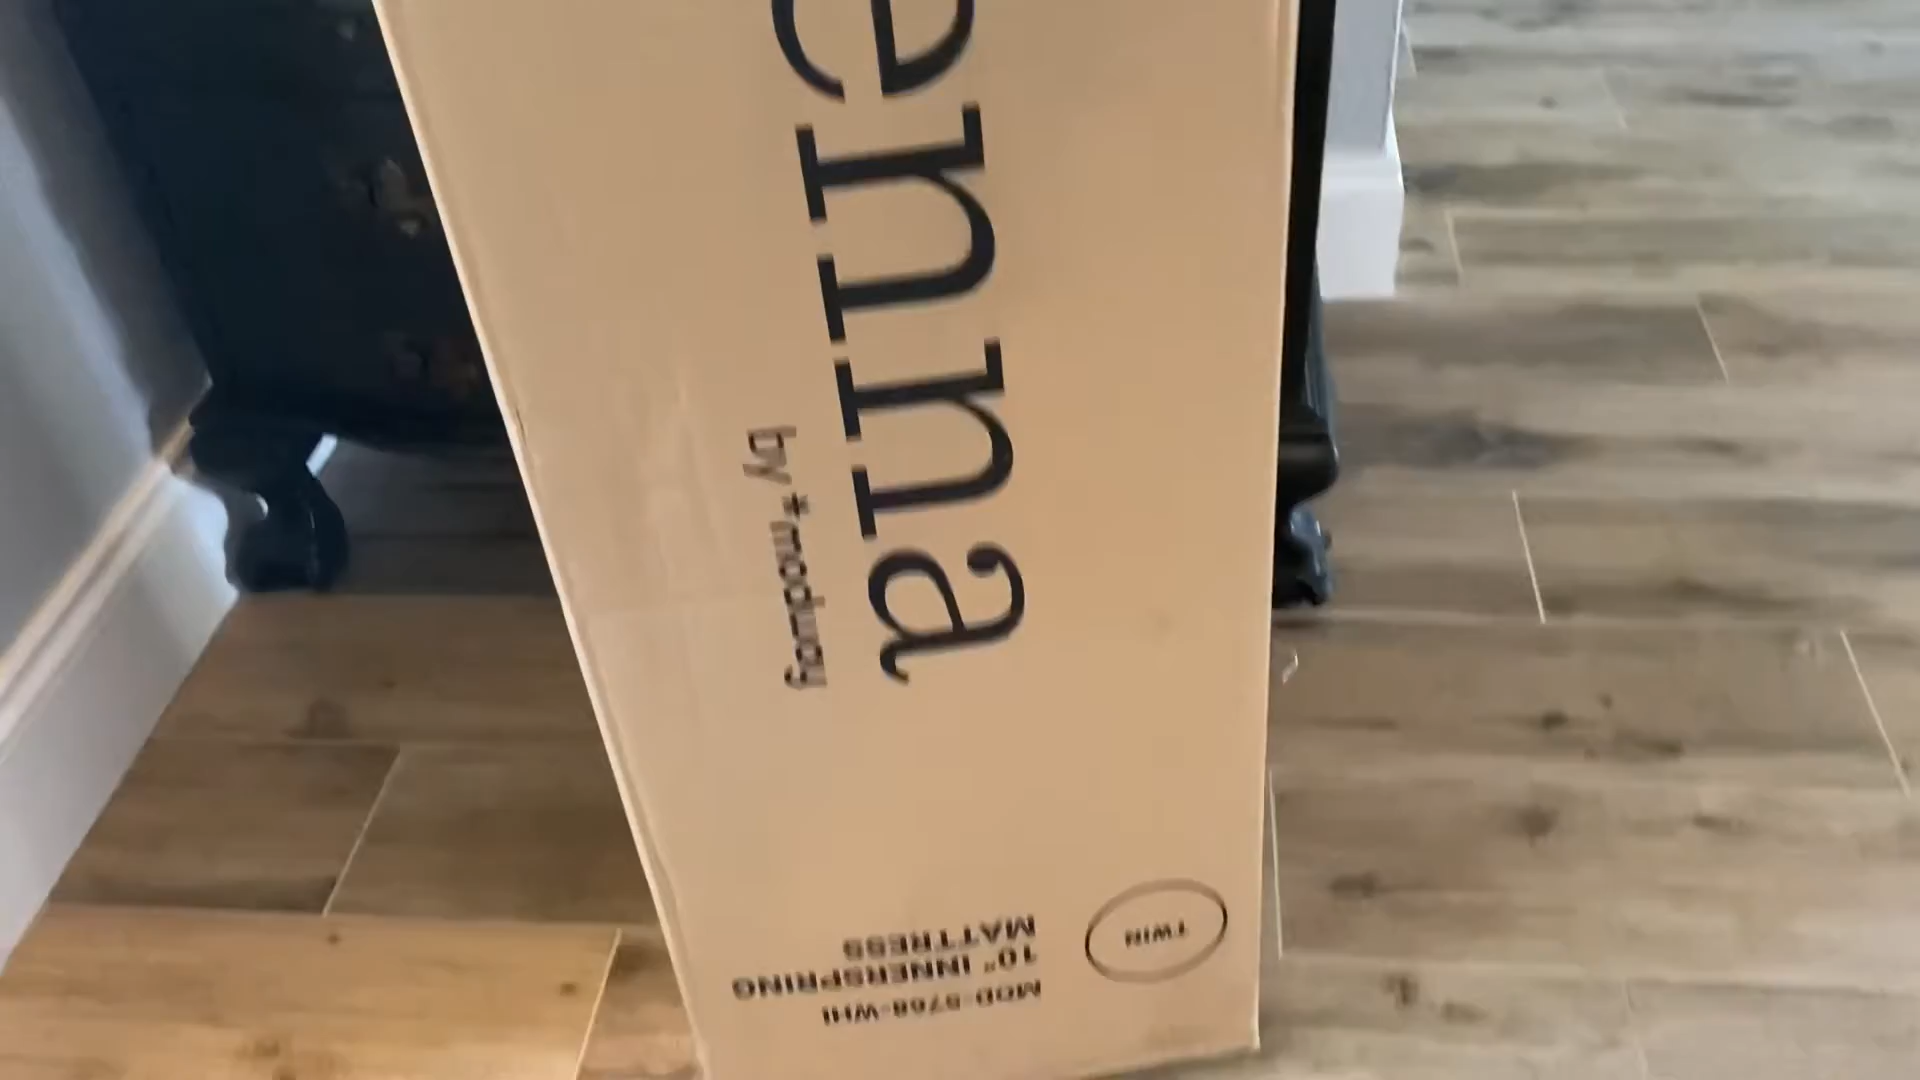 enna
by *modway
TWIN
MOD-5768-WHI
10" INNERSPRING
MATTRESS